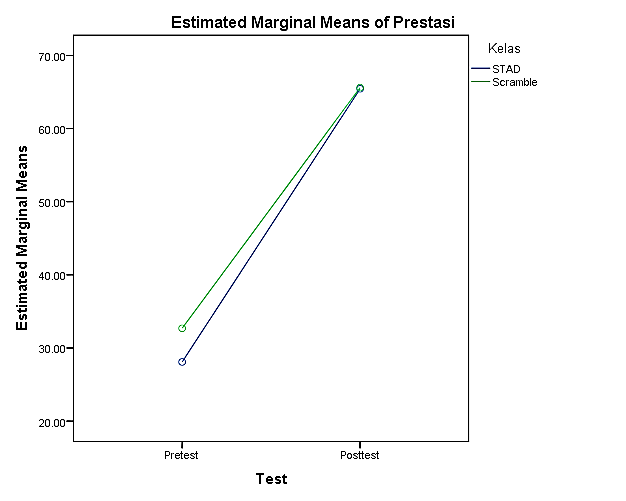 Estimated Marginal Means of Prestasi
Kelas
STAD
Scramble
Estimated Marginal Means
70.00
60.00
50.00
40.00
30.00
20.00
Pretest
Posttest
Test